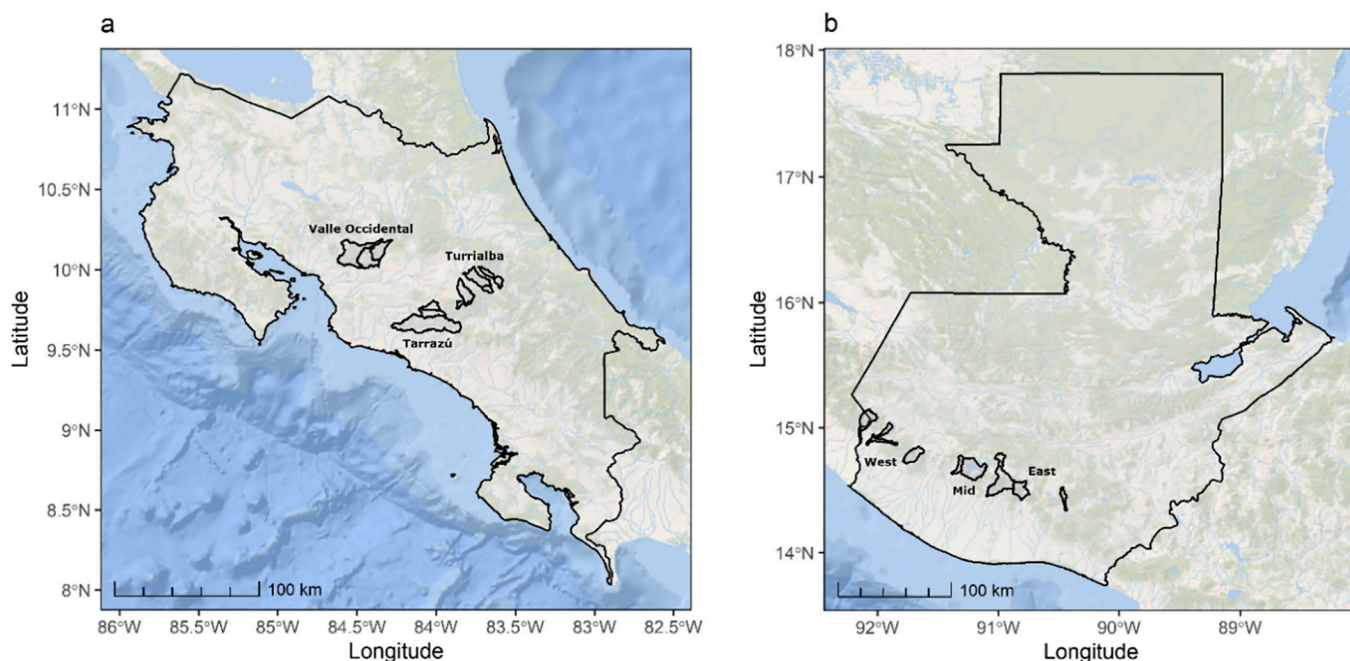 a
Latitude
11°N
10.5°N
10°N
9.5°N
9°N
8.5°N
8°N
Valle Occidental
Turrialba
Tarrazú
100 km
86°W 85.5°W 85°W 84.5°W 84°W 83.5°W 83°W 82.5°W
Longitude
b
Latitude
18°N
17°N
16°N
15°N
14°N
West
Mid
East
100 km
92°W 91°W 90°W 89°W
Longitude